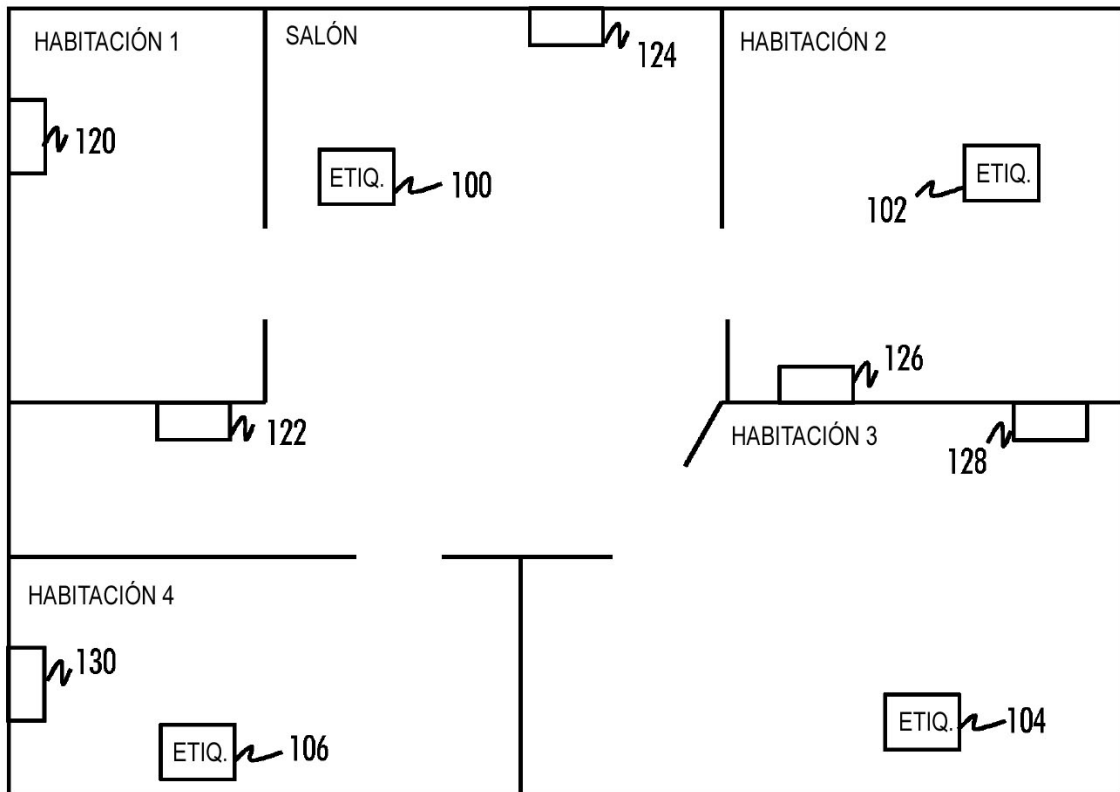 HABITACIÓN 1
SALÓN
124
HABITACIÓN 2
120
ETIQ.
100
ETIQ.
102
126
122
HABITACIÓN 3
128
HABITACIÓN 4
130
ETIQ.
104
ETIQ.
106